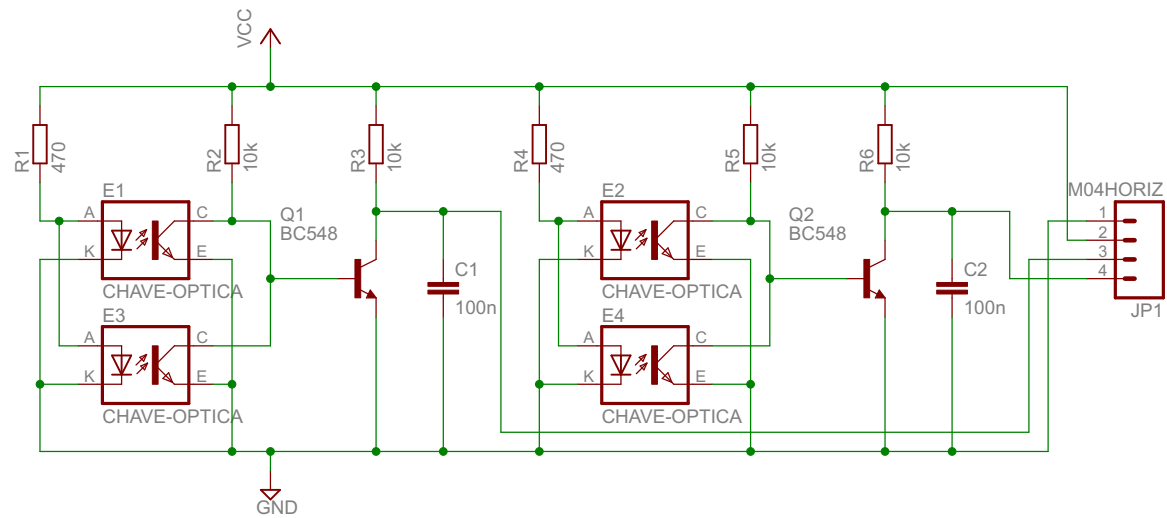 VCC
R1
470
R2
10k
R3
10k
R4
470
R5
10k
R6
10k
E1
A
C
K
E
CHAVE-OPTICA
Q1
BC548
E3
A
C
K
E
CHAVE-OPTICA
C1
100n
E2
A
C
K
E
CHAVE-OPTICA
Q2
BC548
E4
A
C
K
E
CHAVE-OPTICA
C2
100n
M04HORIZ
1
2
3
4
JP1
GND